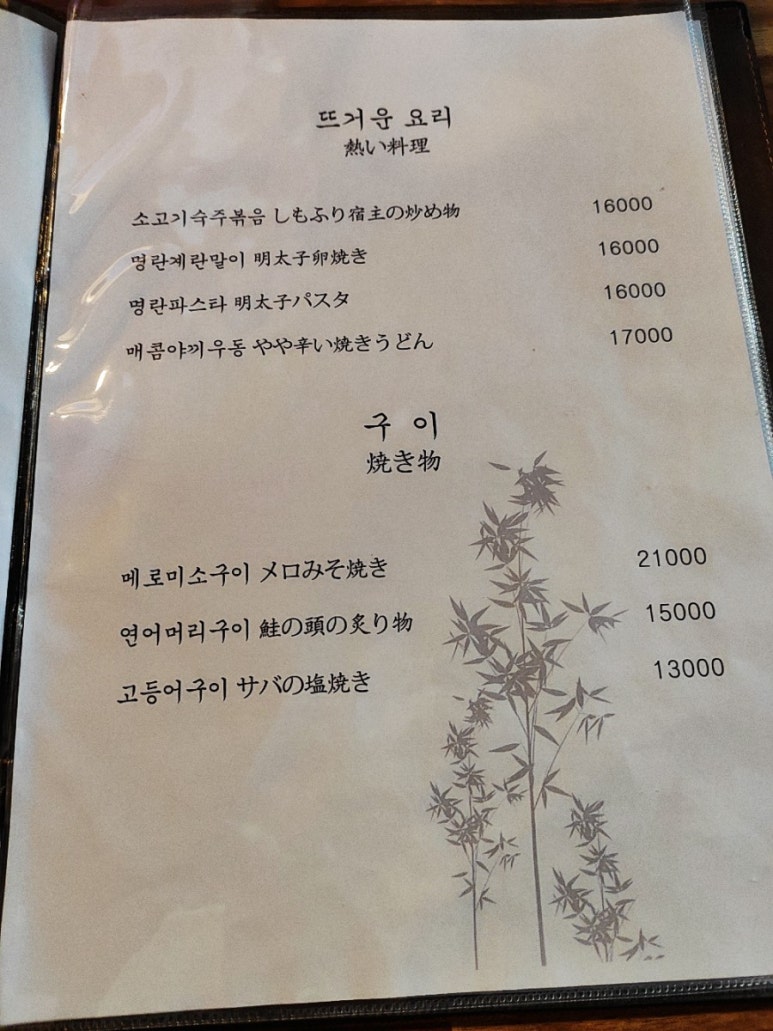 뜨거운 요리
熱い料理
소고기숙주볶음 しもふり宿主の炒め物 16000
명란계란말이 明太子卵焼き 16000
명란파스타 明太子パスタ 16000
매콤야끼우동 やや辛い焼きうどん 17000
구 이
焼き物
메로미소구이 メロみそ焼き 21000
연어머리구이 鮭の頭の炙り物 15000
고등어구이 サバの塩焼き 13000